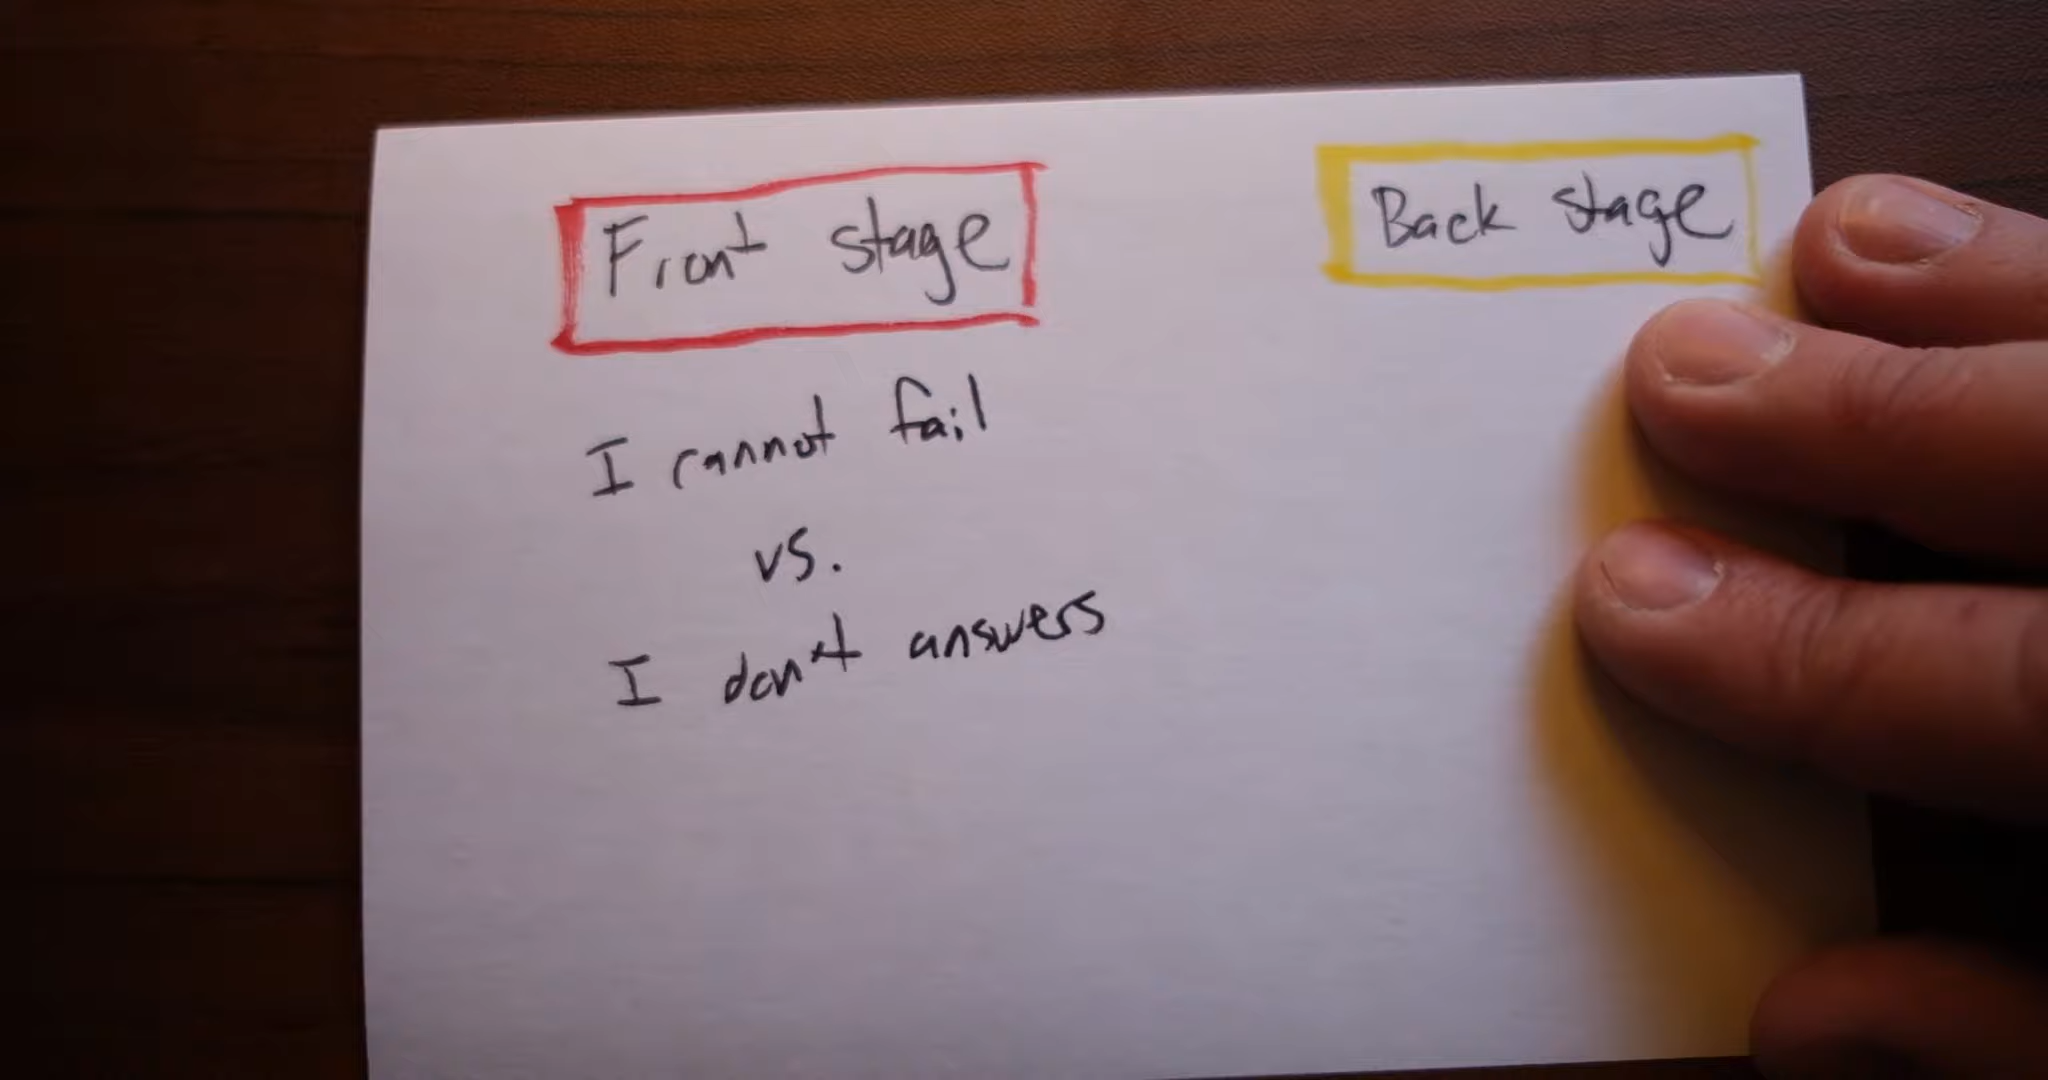 Front stage
Back stage
I cannot fail
vs.
I don't answers